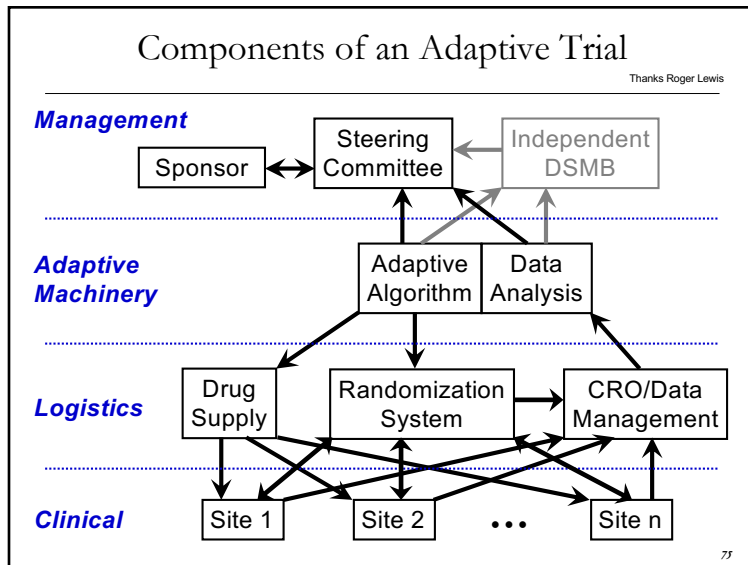 Components of an Adaptive Trial
Thanks Roger Lewis
Management
Sponsor
Steering
Committee
Independent
DSMB
Adaptive
Machinery
Adaptive
Algorithm
Data
Analysis
Logistics
Drug
Supply
Randomization
System
CRO/Data
Management
Clinical
Site 1
Site 2
...
Site n
75